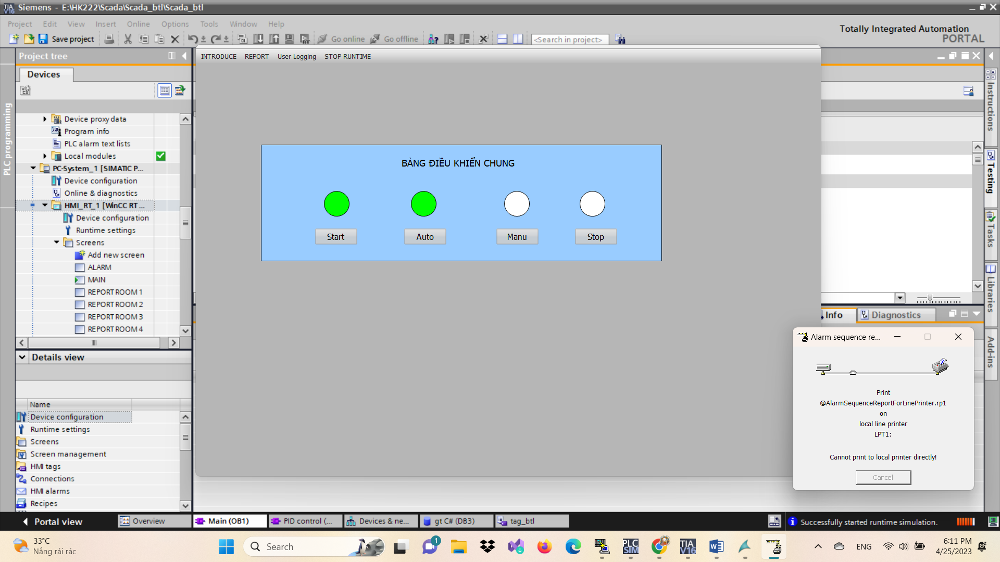 Siemens - E:\HK222\Scada\Scada_btl\Scada_btl
Project Edit View Insert Online Options Tools Window Help
Totally Integrated Automation
PORTAL
Save project Go online Go offline <Search in project>
Project tree
INTRODUCE REPORT User Logging STOP RUNTIME
Devices
PLC programming
Device proxy data
Program info
PLC alarm text lists
Local modules
PC-System_1 [SIMATIC P...
Device configuration
Online & diagnostics
HMI_RT_1 [WinCC RT ...
Device configuration
Runtime settings
Screens
Add new screen
ALARM
MAIN
REPORT ROOM 1
REPORT ROOM 2
REPORT ROOM 3
REPORT ROOM 4
BẢNG ĐIỀU KHIỂN CHUNG
Start Auto Manu Stop
Instructions
Testing
Tasks
Libraries
Add-ins
Info Diagnostics
Alarm sequence re...
Print
@AlarmSequenceReportForLinePrinter.rp1
on
local line printer
LPT1:
Cannot print to local printer directly!
Cancel
Details view
Name
Device configuration
Runtime settings
Screens
Screen management
HMI tags
Connections
HMI alarms
Recipes
Portal view Overview Main (OB1) PID control (... Devices & ne... gt C# (DB3) tag_btl Successfully started runtime simulation.
33°C
Nắng rải rác
Search
1
PLC
SIM
TIA
V16
ENG
6:11 PM
4/25/2023